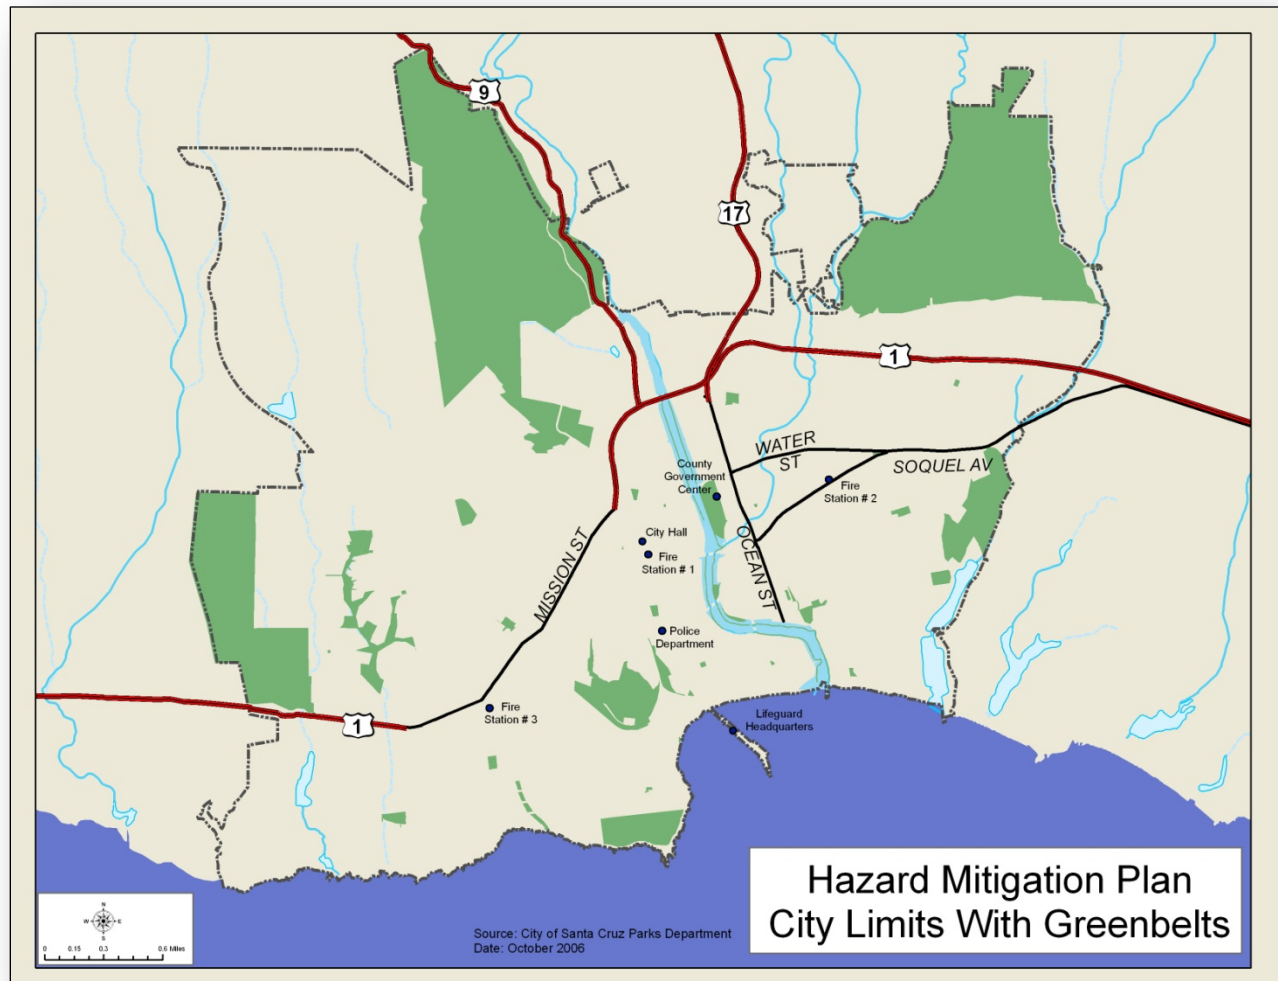 9
17
1
WATER
ST
SOQUEL AV
County
Government
Center
Fire
Station # 2
City Hall
Fire
Station # 1
MISSION ST
OCEAN ST
Police
Department
Fire
Station # 3
1
Lifeguard
Headquarters
Hazard Mitigation Plan
City Limits With Greenbelts
N
W E
S
0 0.15 0.3 0.6 Miles
Source: City of Santa Cruz Parks Department
Date: October 2006